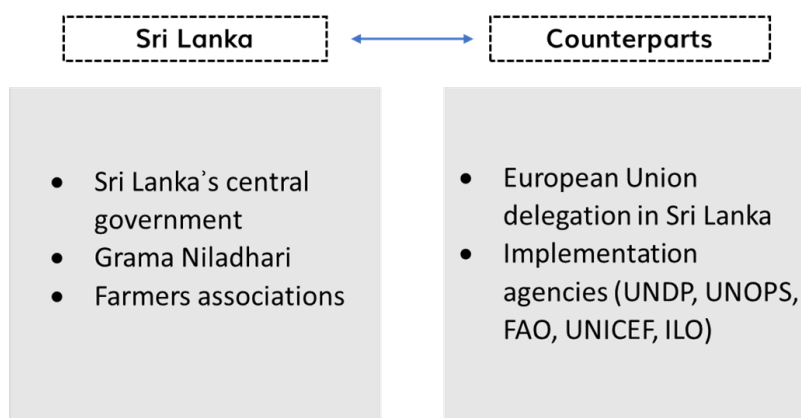 Sri Lanka
Counterparts
• Sri Lanka's central
government
• Grama Niladhari
• Farmers associations
• European Union
delegation in Sri Lanka
• Implementation
agencies (UNDP, UNOPS,
FAO, UNICEF, ILO)